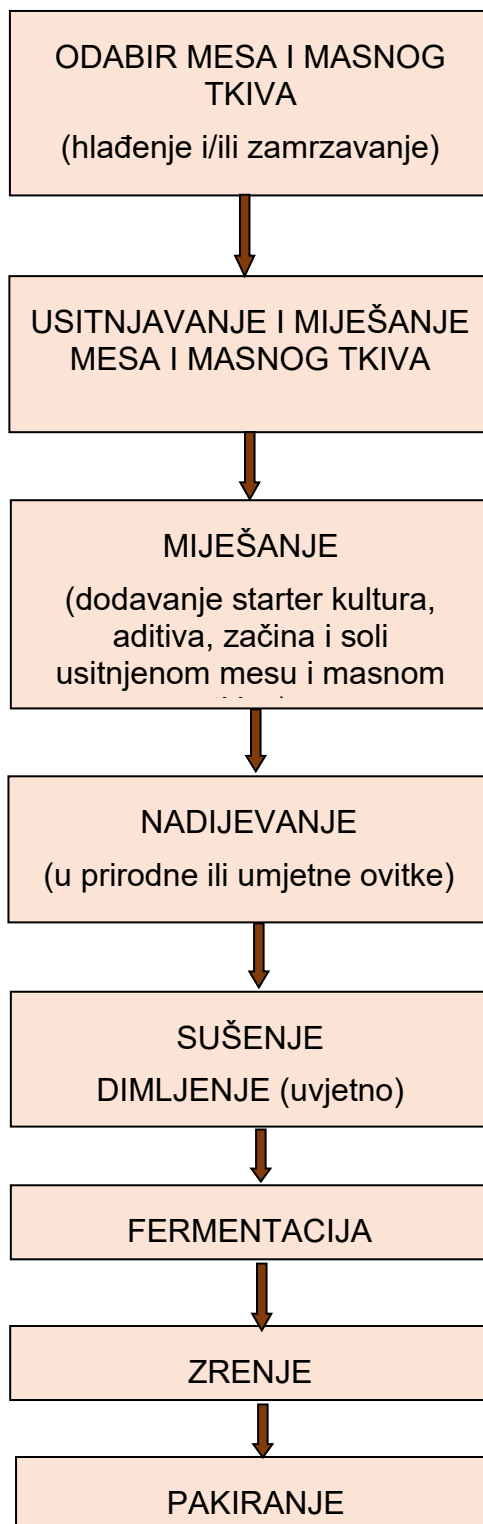 ODABIR MESA I MASNOG
TKIVA
(hlađenje i/ili zamrzavanje)
USITNJAVANJE I MIJEŠANJE
MESA I MASNOG TKIVA
MIJEŠANJE
(dodavanje starter kultura,
aditiva, začina i soli
usitnjenom mesu i masnom
NADIJEVANJE
(u prirodne ili umjetne ovitke)
SUŠENJE
DIMLJENJE (uvjetno)
FERMENTACIJA
ZRENJE
PAKIRANJE